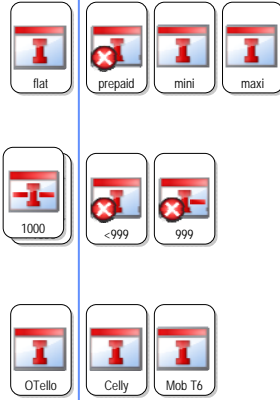 flat
prepaid
mini
maxi
1000
<999
999
OTello
Celly
Mob T6